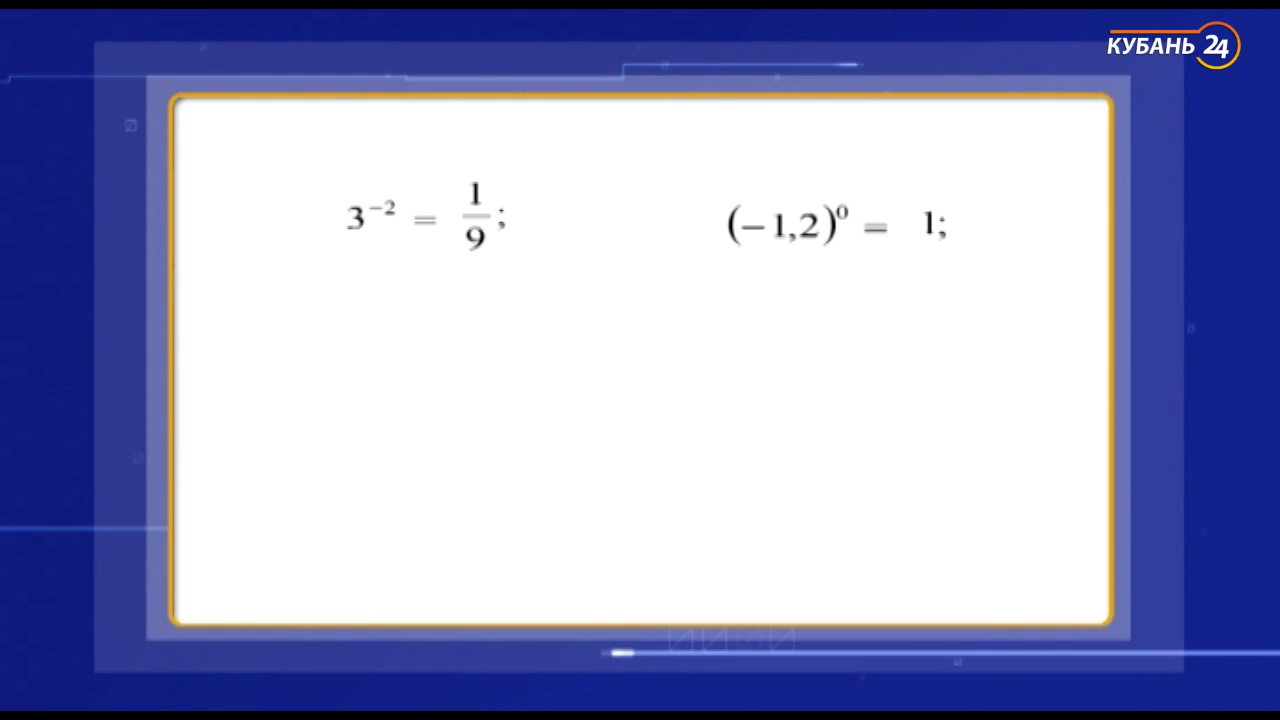 КУБАНЬ 24
3⁻² = 1/9; (−1,2)⁰ = 1;